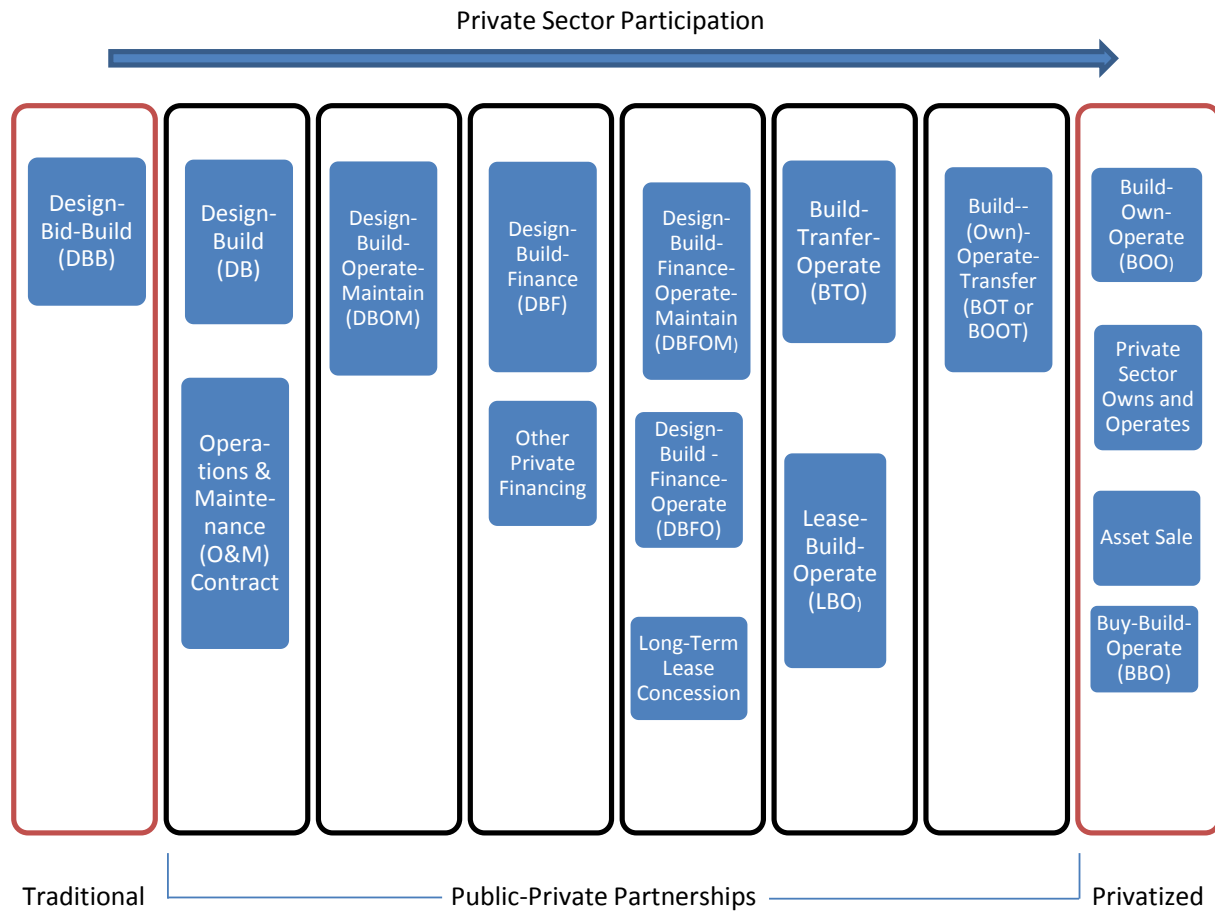 Private Sector Participation
Design-
Bid-Build
(DBB)
Design-
Build
(DB)
Opera-
tions &
Mainte-
nance
(O&M)
Contract
Design-
Build-
Operate-
Maintain
(DBOM)
Design-
Build-
Finance
(DBF)
Other
Private
Financing
Design-
Build-
Finance-
Operate-
Maintain
(DBFOM)
Design-
Build -
Finance-
Operate
(DBFO)
Long-Term
Lease
Concession
Build-
Tranfer-
Operate
(BTO)
Lease-
Build-
Operate
(LBO)
Build--
(Own)-
Operate-
Transfer
(BOT or
BOOT)
Build-
Own-
Operate
(BOO)
Private
Sector
Owns and
Operates
Asset Sale
Buy-Build-
Operate
(BBO)
Traditional
Public-Private Partnerships
Privatized